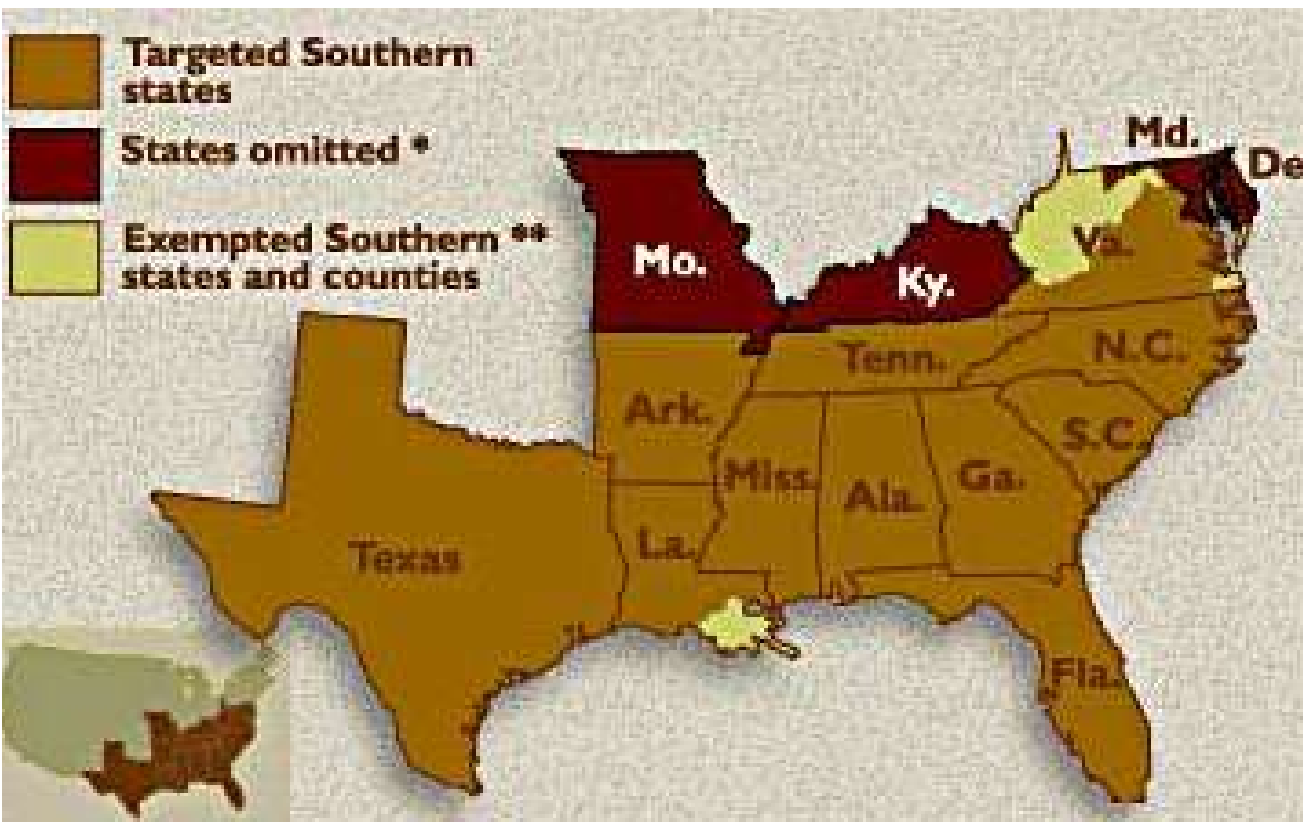 Targeted Southern
states
States omitted *
Exempted Southern **
states and counties
Md.
De
Mo.
Ky.
Va.
Tenn.
N.C.
Ark.
S.C.
Miss.
Ala.
Ga.
La.
Texas
Fla.